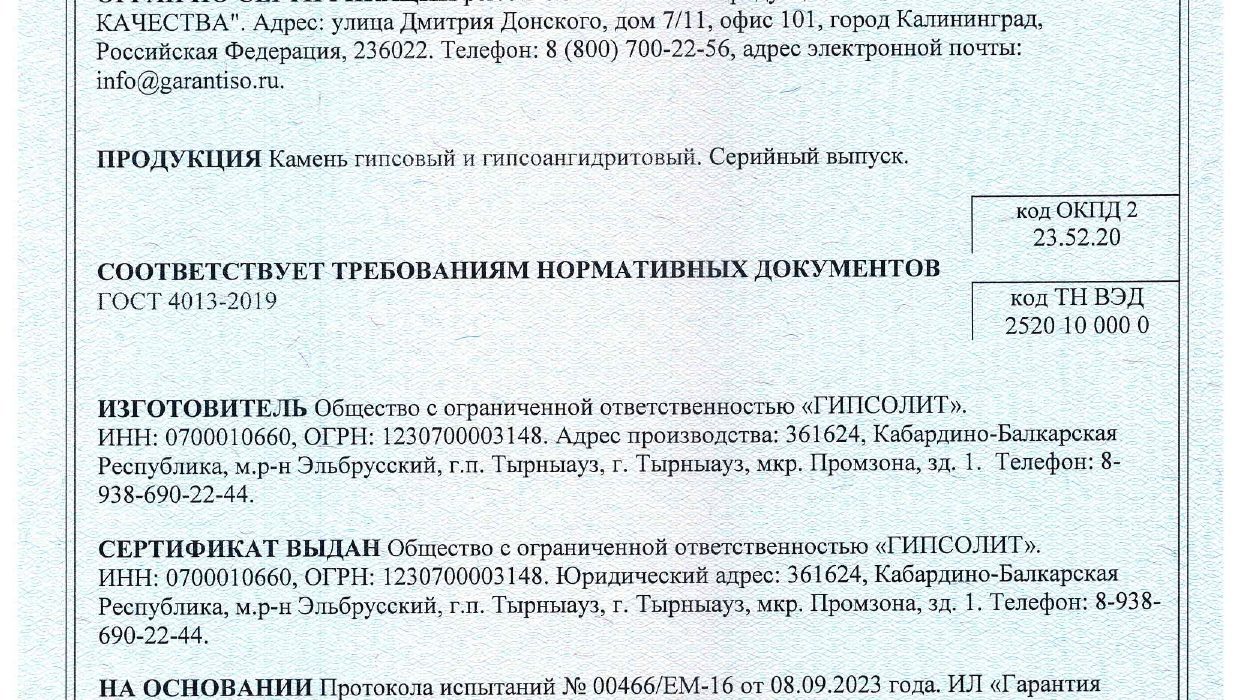 КАЧЕСТВА". Адрес: улица Дмитрия Донского, дом 7/11, офис 101, город Калининград,
Российская Федерация, 236022. Телефон: 8 (800) 700-22-56, адрес электронной почты:
info@garantiso.ru.
ПРОДУКЦИЯ Камень гипсовый и гипсоангидритовый. Серийный выпуск.
код ОКПД 2
23.52.20
СООТВЕТСТВУЕТ ТРЕБОВАНИЯМ НОРМАТИВНЫХ ДОКУМЕНТОВ
ГОСТ 4013-2019
код ТН ВЭД
2520 10 000 0
ИЗГОТОВИТЕЛЬ Общество с ограниченной ответственностью «ГИПСОЛИТ».
ИНН: 0700010660, ОГРН: 1230700003148. Адрес производства: 361624, Кабардино-Балкарская
Республика, м.р-н Эльбрусский, г.п. Тырныауз, г. Тырныауз, мкр. Промзона, зд. 1. Телефон: 8-
938-690-22-44.
СЕРТИФИКАТ ВЫДАН Общество с ограниченной ответственностью «ГИПСОЛИТ».
ИНН: 0700010660, ОГРН: 1230700003148. Юридический адрес: 361624, Кабардино-Балкарская
Республика, м.р-н Эльбрусский, г.п. Тырныауз, г. Тырныауз, мкр. Промзона, зд. 1. Телефон: 8-938-
690-22-44.
НА ОСНОВАНИИ Протокола испытаний № 00466/ЕМ-16 от 08.09.2023 года. ИЛ «Гарантия